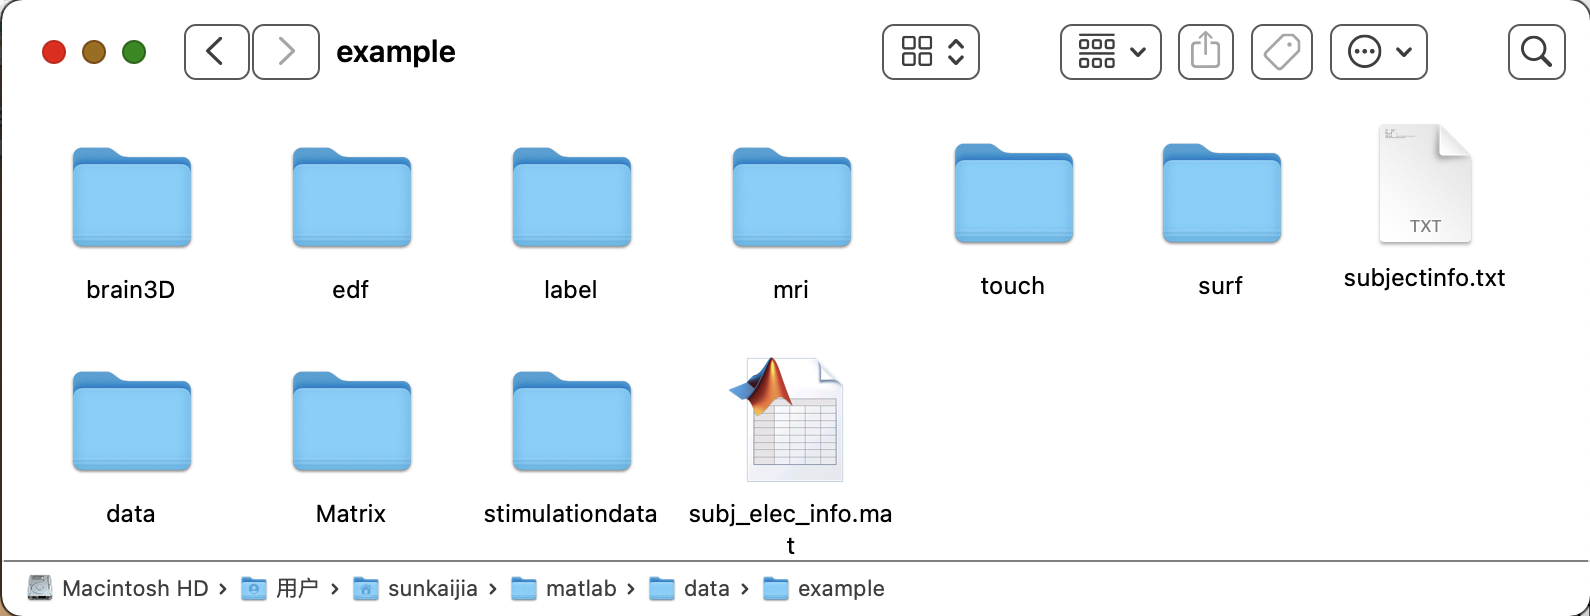 example
brain3D
edf
label
mri
touch
surf
TXT
subjectinfo.txt
data
Matrix
stimulationdata
subj_elec_info.ma
t
Macintosh HD › 用户 › sunkaijia › matlab › data › example